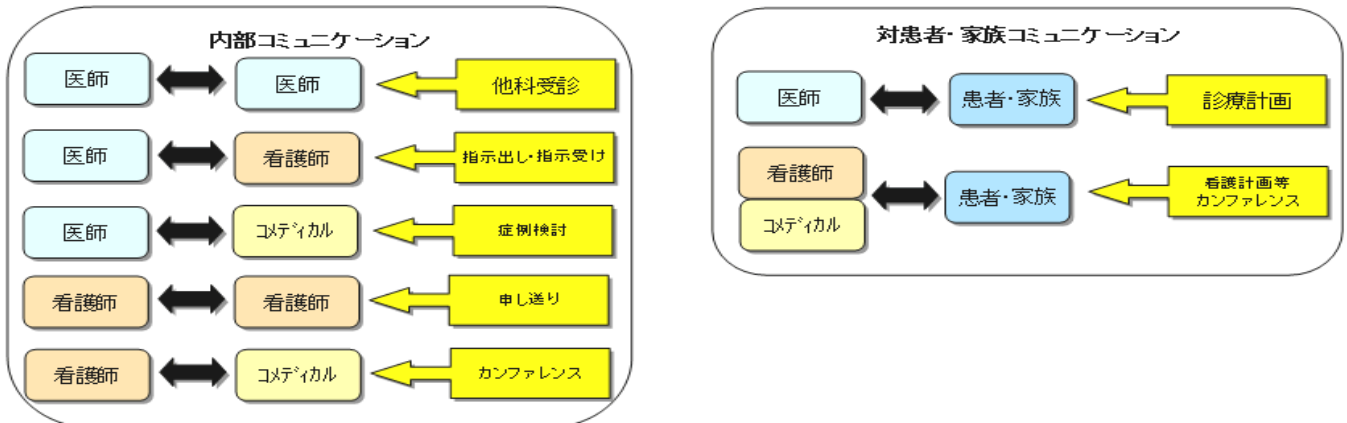 内部コミュニケーション
医師
医師
他科受診
医師
看護師
指示出し・指示受け
医師
コメディカル
症例検討
看護師
看護師
申し送り
看護師
コメディカル
カンファレンス
対患者・家族コミュニケーション
医師
患者・家族
診療計画
看護師
コメディカル
患者・家族
看護計画等
カンファレンス